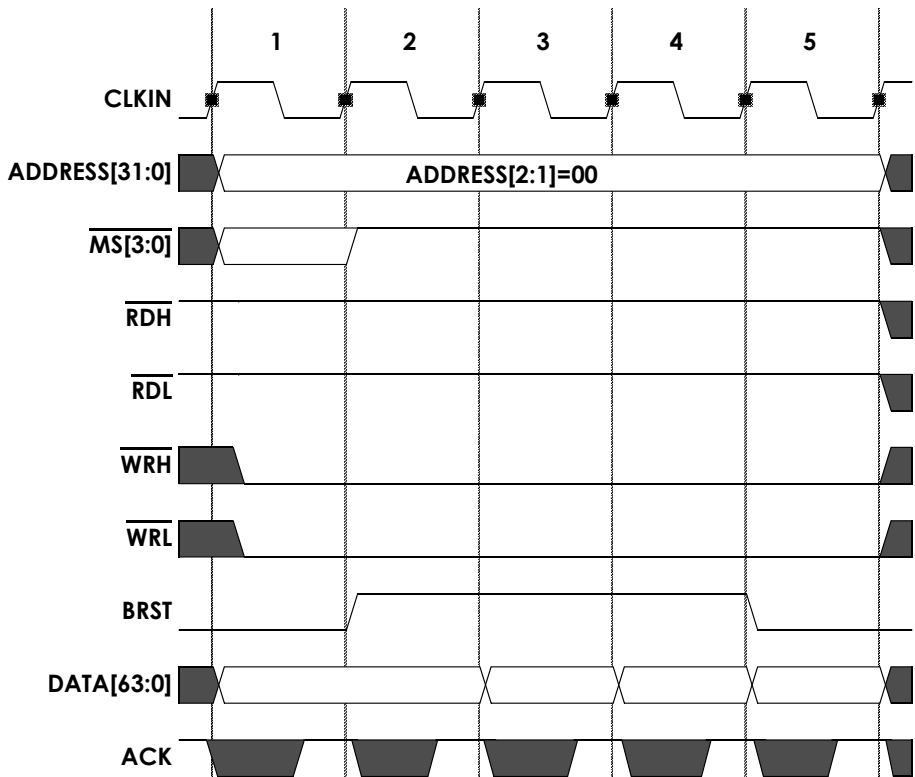 1 2 3 4 5
CLKIN
ADDRESS[31:0]
ADDRESS[2:1]=00
MS[3:0]
RDH
RDL
WRH
WRL
BRST
DATA[63:0]
ACK